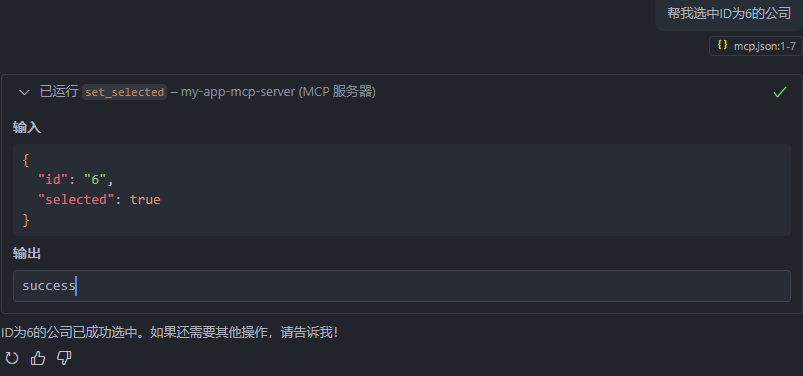 帮我选中ID为6的公司
{} mcp.json:1-7
已运行 set_selected – my-app-mcp-server (MCP 服务器)
输入
{
"id": "6",
"selected": true
}
输出
success
ID为6的公司已成功选中。如果还需要其他操作，请告诉我！